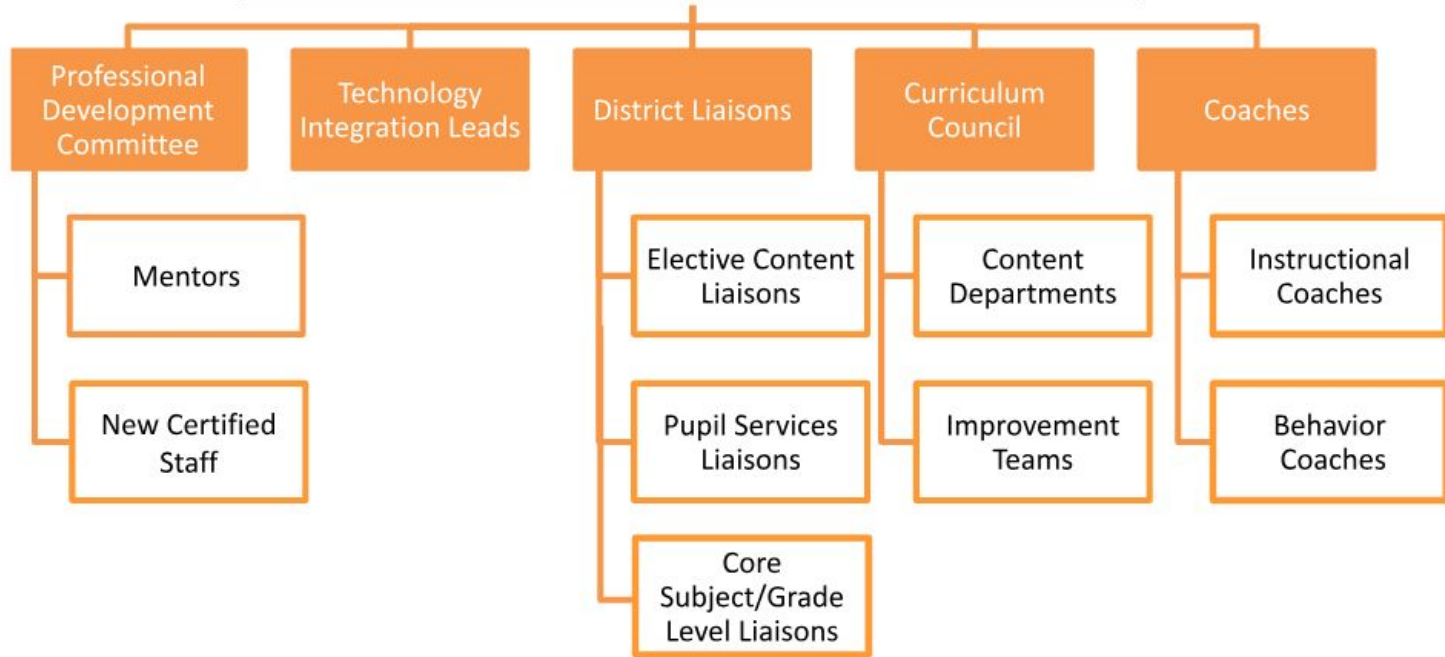 Professional
Development
Committee
Technology
Integration Leads
District Liaisons
Curriculum
Council
Coaches
Mentors
New Certified
Staff
Elective Content
Liaisons
Pupil Services
Liaisons
Core
Subject/Grade
Level Liaisons
Content
Departments
Improvement
Teams
Instructional
Coaches
Behavior
Coaches